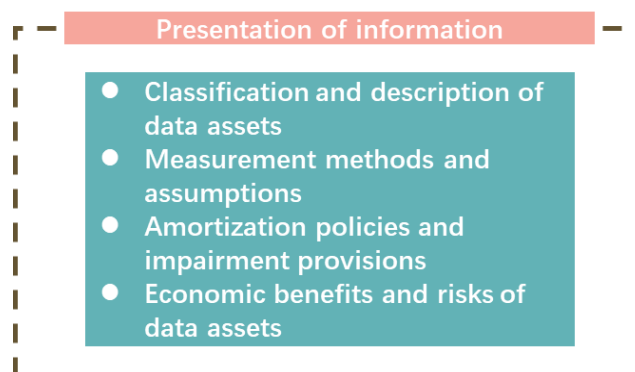 Presentation of information
● Classification and description of
data assets
● Measurement methods and
assumptions
● Amortization policies and
impairment provisions
● Economic benefits and risks of
data assets